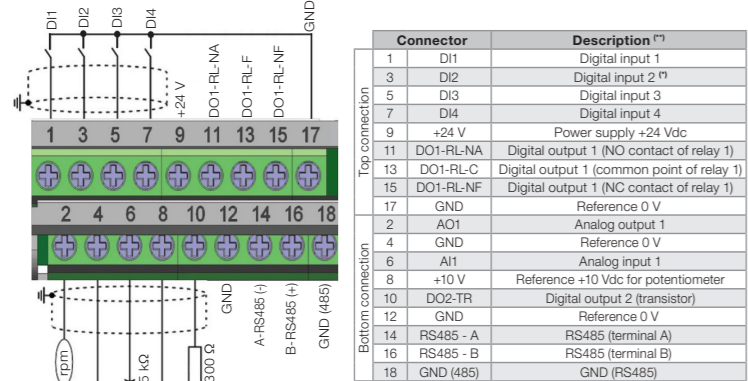 DI1 DI2 DI3 DI4 GND
+24 V DO1-RL-NA DO1-RL-F DO1-RL-NF
1 3 5 7 9 11 13 15 17
2 4 6 8 10 12 14 16 18
GND A-RS485 (-) B-RS485 (+) GND (485)
rpm 5 kΩ 300 Ω
Connector Description (**)
Top connection
1 DI1 Digital input 1
3 DI2 Digital input 2 (*)
5 DI3 Digital input 3
7 DI4 Digital input 4
9 +24 V Power supply +24 Vdc
11 DO1-RL-NA Digital output 1 (NO contact of relay 1)
13 DO1-RL-C Digital output 1 (common point of relay 1)
15 DO1-RL-NF Digital output 1 (NC contact of relay 1)
17 GND Reference 0 V
Bottom connection
2 AO1 Analog output 1
4 GND Reference 0 V
6 AI1 Analog input 1
8 +10 V Reference +10 Vdc for potentiometer
10 DO2-TR Digital output 2 (transistor)
12 GND Reference 0 V
14 RS485 - A RS485 (terminal A)
16 RS485 - B RS485 (terminal B)
18 GND (485) GND (RS485)